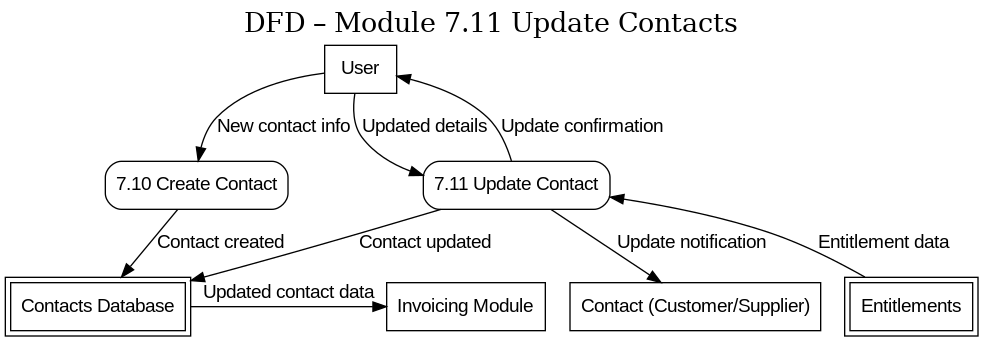 DFD – Module 7.11 Update Contacts
User
New contact info
Updated details
Update confirmation
7.10 Create Contact
7.11 Update Contact
Contact created
Contact updated
Update notification
Entitlement data
Contacts Database
Updated contact data
Invoicing Module
Contact (Customer/Supplier)
Entitlements